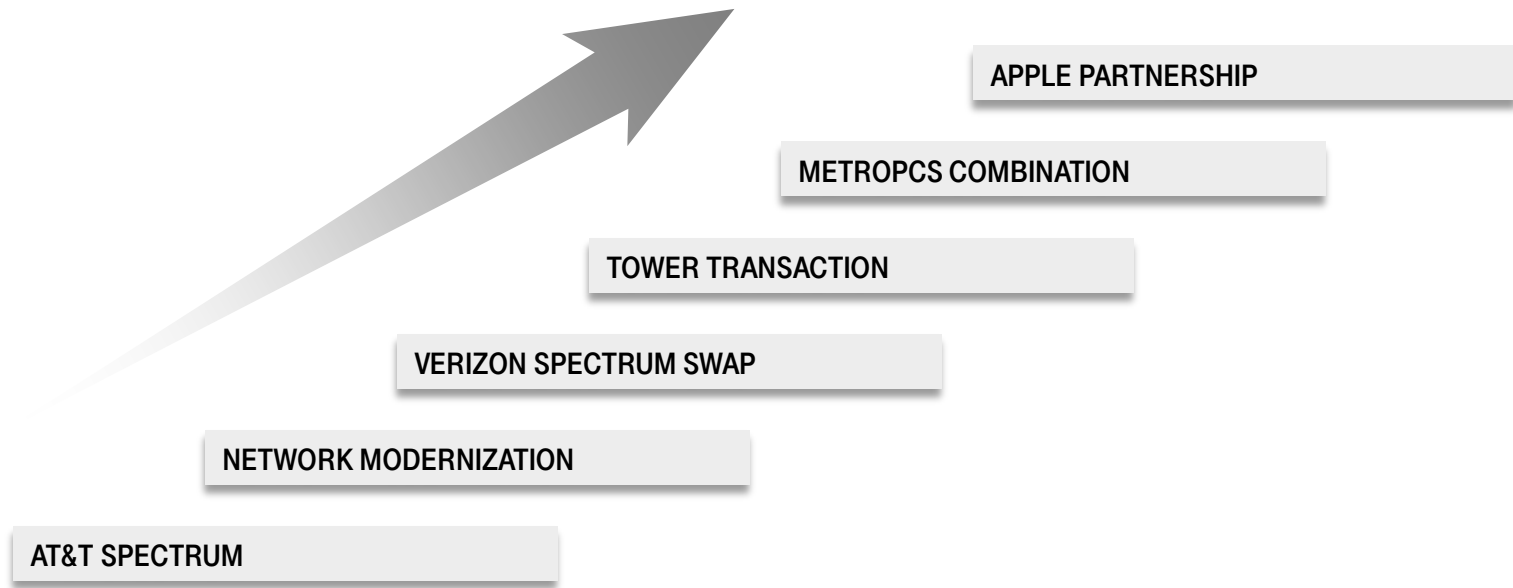 APPLE PARTNERSHIP
METROPCS COMBINATION
TOWER TRANSACTION
VERIZON SPECTRUM SWAP
NETWORK MODERNIZATION
AT&T SPECTRUM